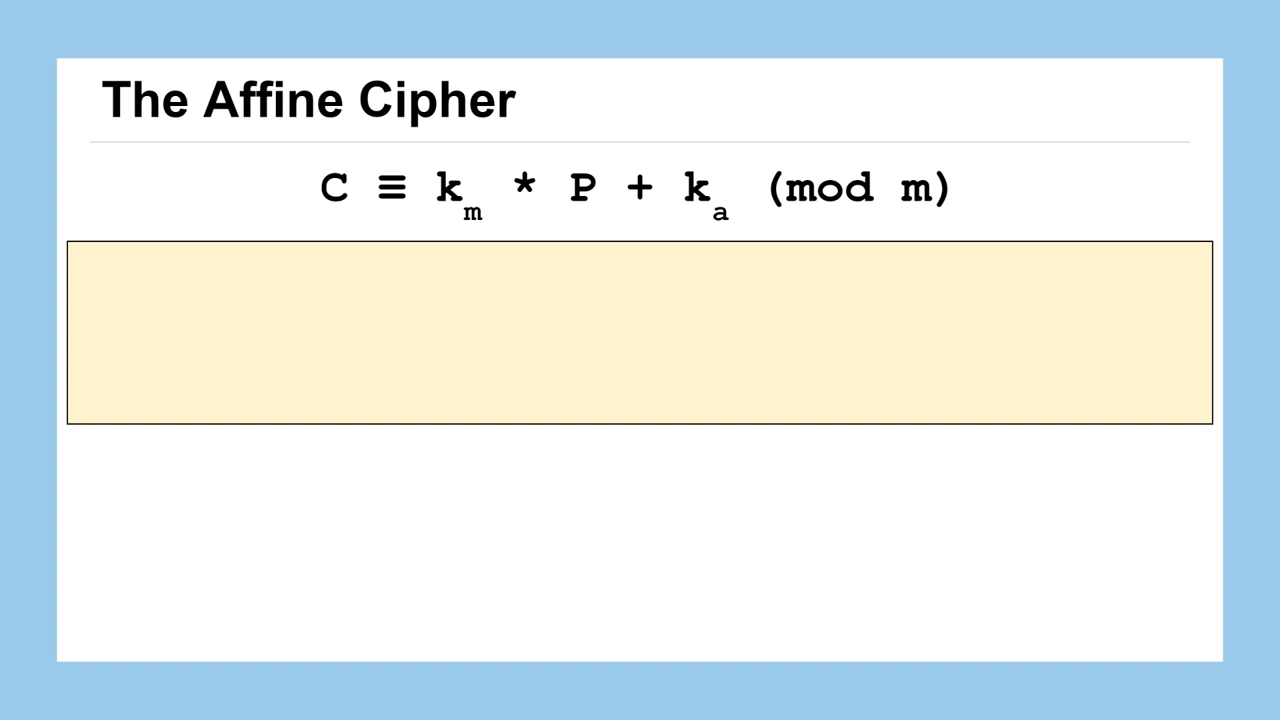 The Affine Cipher
C ≡ kₘ * P + kₐ (mod m)